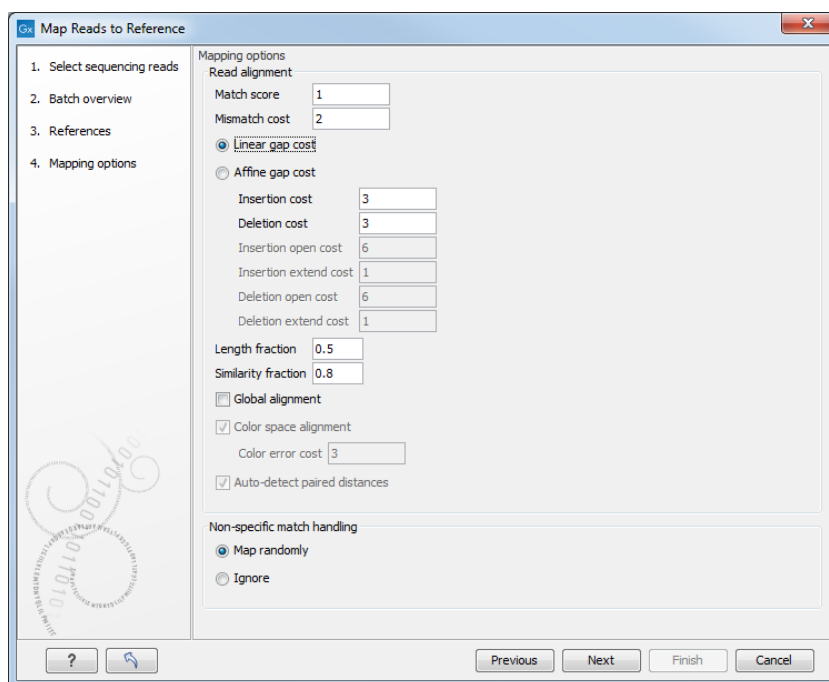 Gx Map Reads to Reference
1. Select sequencing reads
2. Batch overview
3. References
4. Mapping options
Mapping options
Read alignment
Match score 1
Mismatch cost 2
Linear gap cost
Affine gap cost
Insertion cost 3
Deletion cost 3
Insertion open cost 6
Insertion extend cost 1
Deletion open cost 6
Deletion extend cost 1
Length fraction 0.5
Similarity fraction 0.8
Global alignment
Color space alignment
Color error cost 3
Auto-detect paired distances
Non-specific match handling
Map randomly
Ignore
? Previous Next Finish Cancel